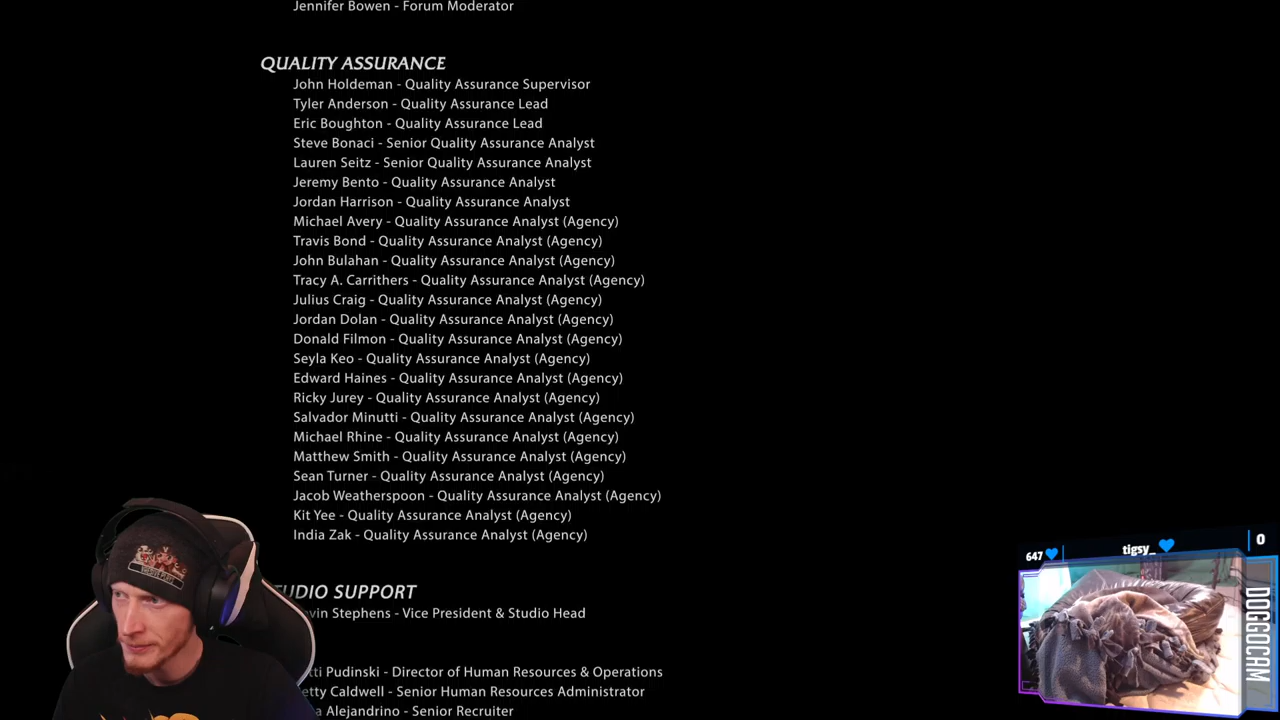 Jennifer Bowen - Forum Moderator
QUALITY ASSURANCE
John Holdeman - Quality Assurance Supervisor
Tyler Anderson - Quality Assurance Lead
Eric Boughton - Quality Assurance Lead
Steve Bonaci - Senior Quality Assurance Analyst
Lauren Seitz - Senior Quality Assurance Analyst
Jeremy Bento - Quality Assurance Analyst
Jordan Harrison - Quality Assurance Analyst
Michael Avery - Quality Assurance Analyst (Agency)
Travis Bond - Quality Assurance Analyst (Agency)
John Bulahan - Quality Assurance Analyst (Agency)
Tracy A. Carrithers - Quality Assurance Analyst (Agency)
Julius Craig - Quality Assurance Analyst (Agency)
Jordan Dolan - Quality Assurance Analyst (Agency)
Donald Filmon - Quality Assurance Analyst (Agency)
Seyla Keo - Quality Assurance Analyst (Agency)
Edward Haines - Quality Assurance Analyst (Agency)
Ricky Jurey - Quality Assurance Analyst (Agency)
Salvador Minutti - Quality Assurance Analyst (Agency)
Michael Rhine - Quality Assurance Analyst (Agency)
Matthew Smith - Quality Assurance Analyst (Agency)
Sean Turner - Quality Assurance Analyst (Agency)
Jacob Weatherspoon - Quality Assurance Analyst (Agency)
Kit Yee - Quality Assurance Analyst (Agency)
India Zak - Quality Assurance Analyst (Agency)
SUPPORT
Stephens - Vice President & Studio Head
Pudinski - Director of Human Resources & Operations
Caldwell - Senior Human Resources Administrator
Alejandrino - Senior Recruiter
647
tigsy_
0
DOGGOCAM